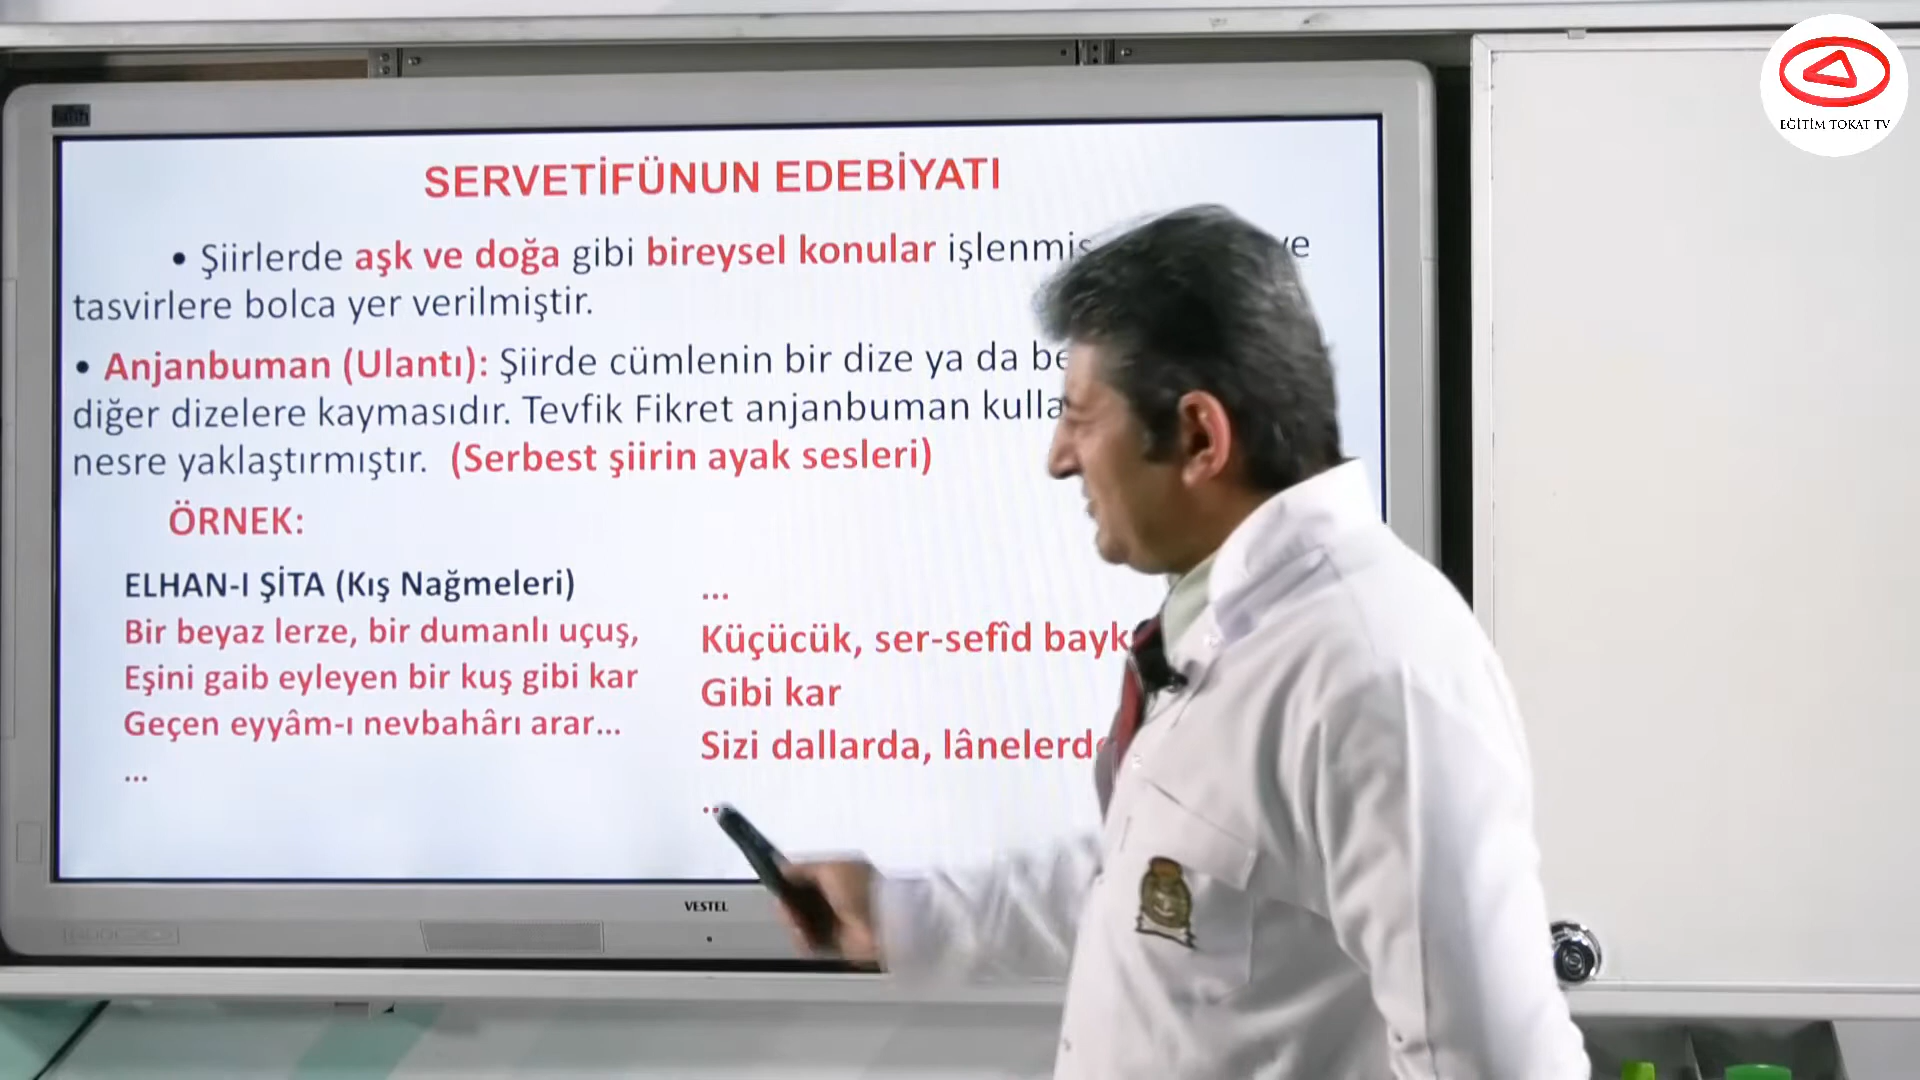 EĞİTİM TOKAT TV
SERVETİFÜNUN EDEBİYATI
• Şiirlerde aşk ve doğa gibi bireysel konular
tasvirlere bolca yer verilmiştir.
• Anjanbuman (Ulantı): Şiirde cümlenin bir dize ya da
diğer dizelere kaymasıdır. Tevfik Fikret anjanbuman
nesre yaklaştırmıştır. (Serbest şiirin ayak sesleri)
ÖRNEK:
ELHAN-I ŞİTA (Kış Nağmeleri)
Bir beyaz lerze, bir dumanlı uçuş,
Eşini gaib eyleyen bir kuş gibi kar
Geçen eyyâm-ı nevbahârı arar...
...
...
Küçücük, ser-sefîd
Gibi kar
Sizi dallarda,
...
VESTEL